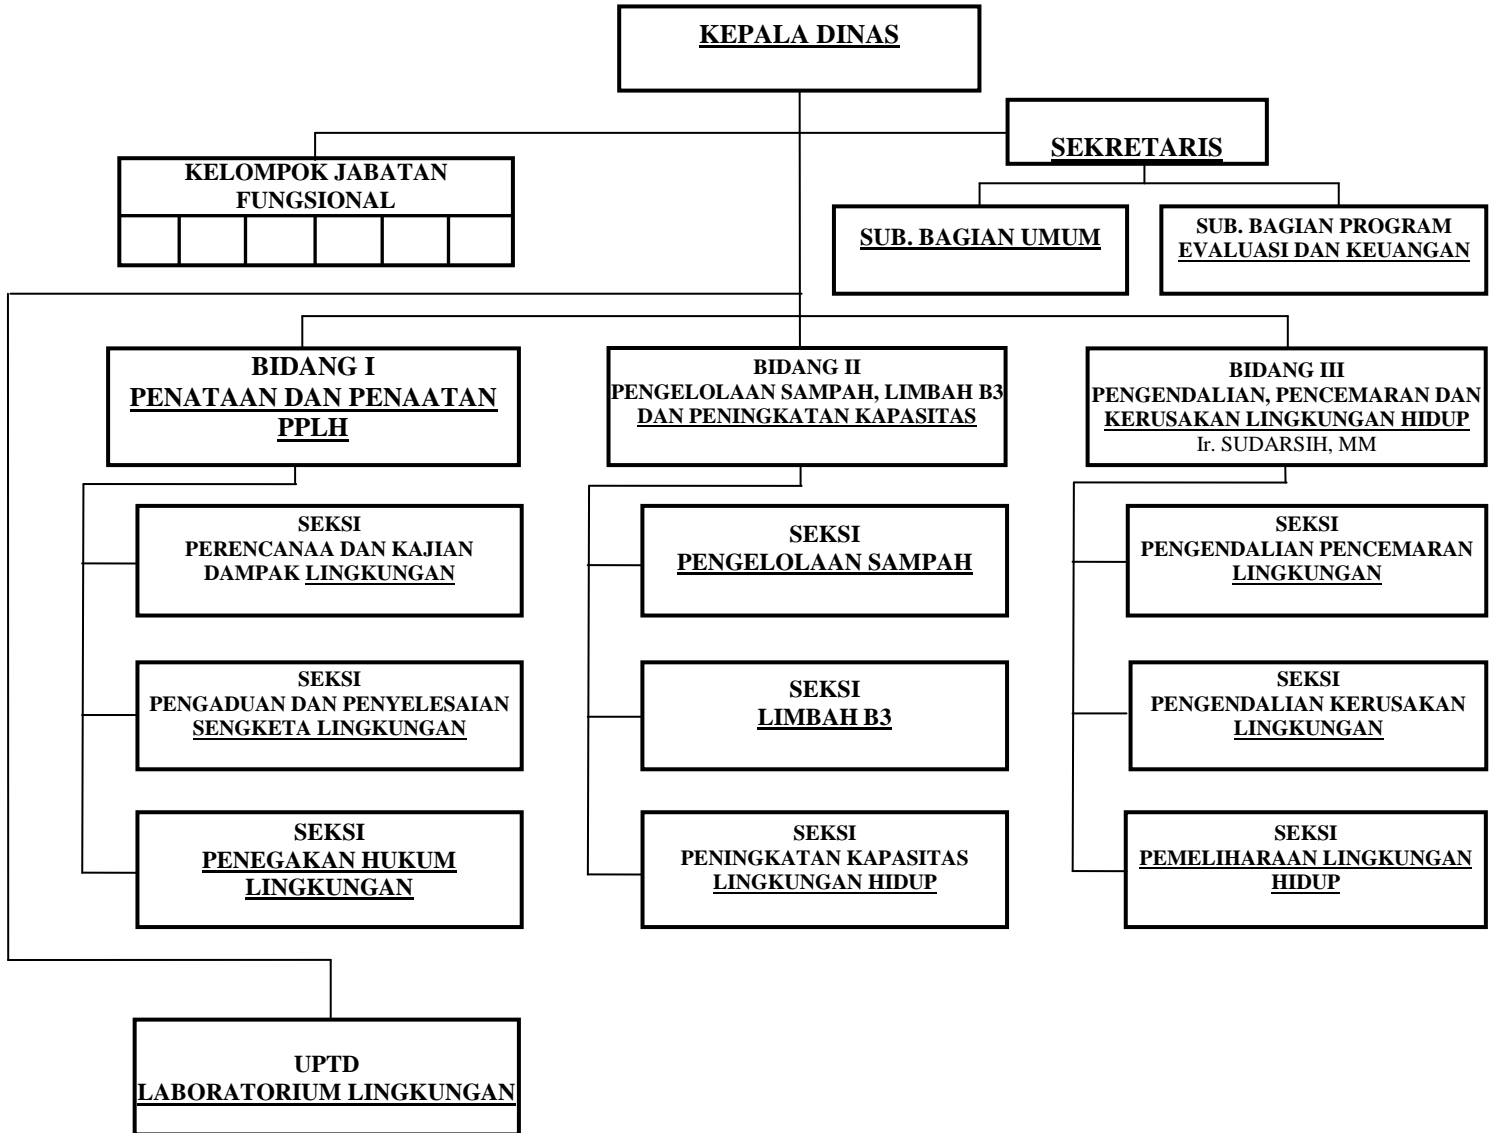 KEPALA DINAS
SEKRETARIS
KELOMPOK JABATAN
FUNGSIONAL
SUB. BAGIAN UMUM
SUB. BAGIAN PROGRAM
EVALUASI DAN KEUANGAN
BIDANG I
PENATAAN DAN PENAATAN
PPLH
BIDANG II
PENGELOLAAN SAMPAH, LIMBAH B3
DAN PENINGKATAN KAPASITAS
BIDANG III
PENGENDALIAN, PENCEMARAN DAN
KERUSAKAN LINGKUNGAN HIDUP
Ir. SUDARSIH, MM
SEKSI
PERENCANAA DAN KAJIAN
DAMPAK LINGKUNGAN
SEKSI
PENGELOLAAN SAMPAH
SEKSI
PENGENDALIAN PENCEMARAN
LINGKUNGAN
SEKSI
PENGADUAN DAN PENYELESAIAN
SENGKETA LINGKUNGAN
SEKSI
LIMBAH B3
SEKSI
PENGENDALIAN KERUSAKAN
LINGKUNGAN
SEKSI
PENEGAKAN HUKUM
LINGKUNGAN
SEKSI
PENINGKATAN KAPASITAS
LINGKUNGAN HIDUP
SEKSI
PEMELIHARAAN LINGKUNGAN
HIDUP
UPTD
LABORATORIUM LINGKUNGAN